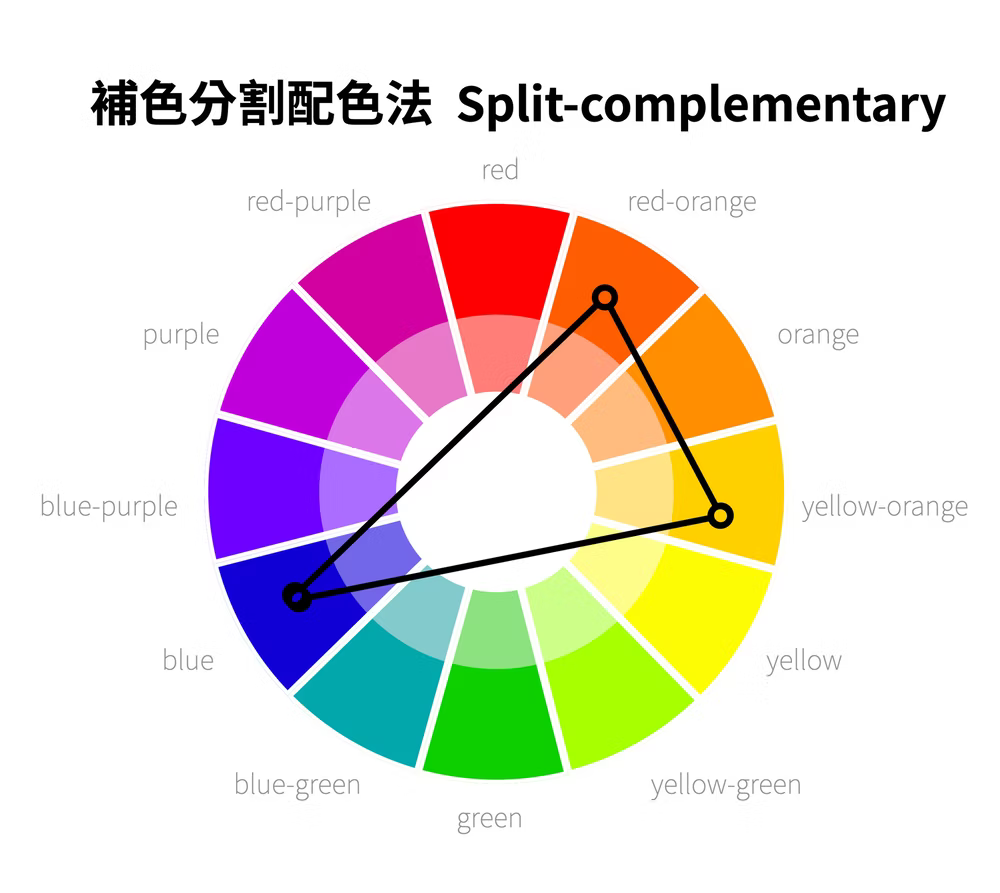 補色分割配色法 Split-complementary
red
red-purple
red-orange
purple
orange
blue-purple
yellow-orange
blue
yellow
blue-green
yellow-green
green